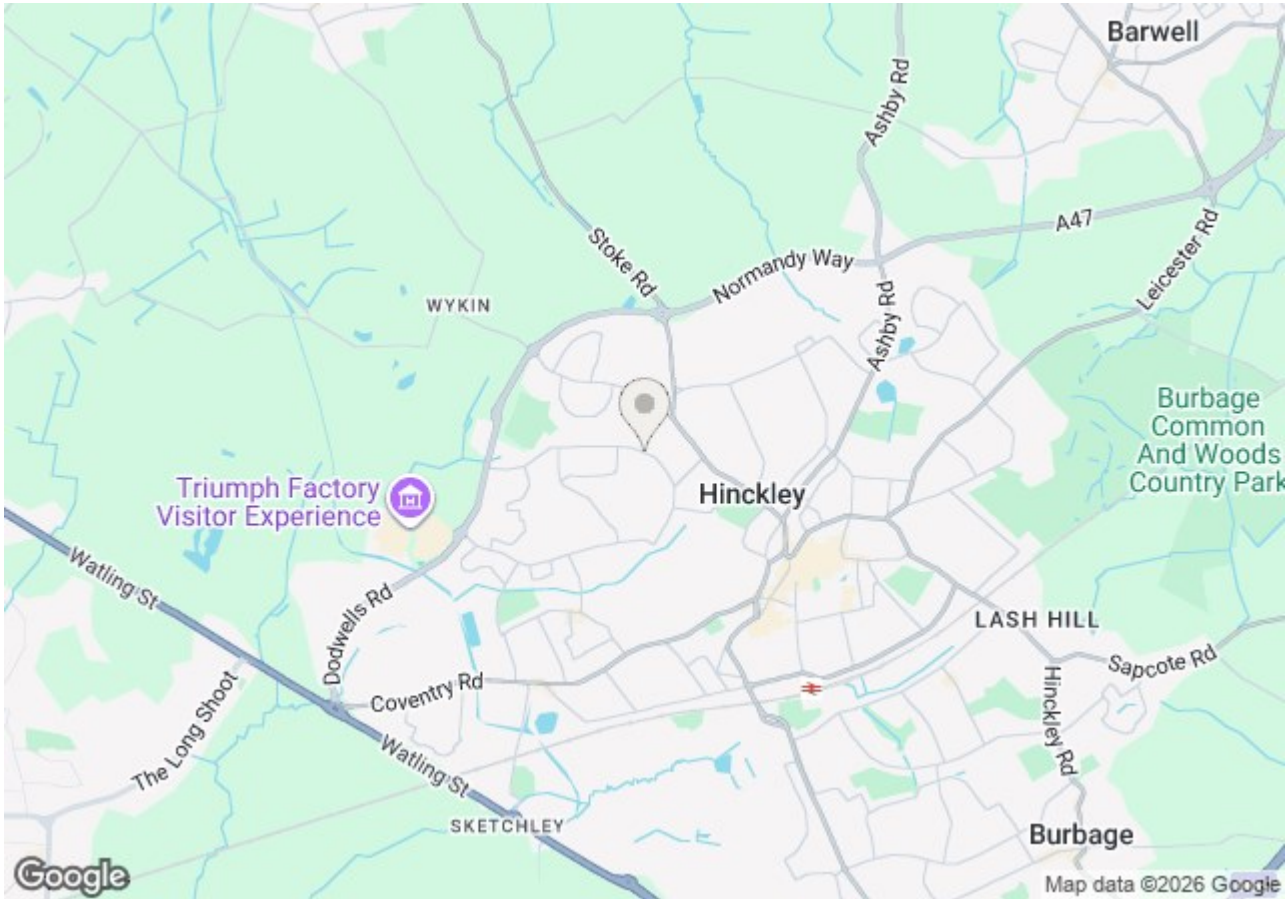 Barwell
Ashby Rd
A47
Leicester Rd
Stoke Rd
Normandy Way
WYKIN
Ashby Rd
Burbage
Common
And Woods
Country Park
Triumph Factory
Visitor Experience
Hinckley
Watling St
Dodwells Rd
LASH HILL
Sapcote Rd
Coventry Rd
Hinckley Rd
The Long Shoot
Watling St
SKETCHLEY
Burbage
Google
Map data ©2026 Google